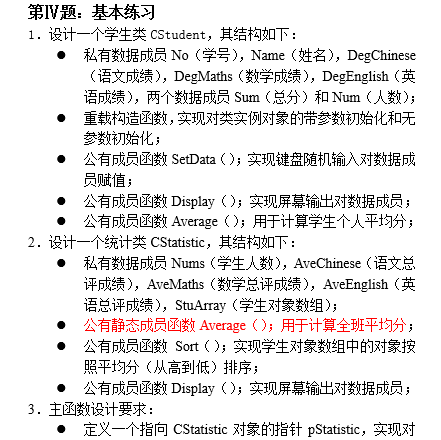 第Ⅳ题：基本练习
1．设计一个学生类 CStudent，其结构如下：
● 私有数据成员 No（学号），Name（姓名），DegChinese
（语文成绩），DegMaths（数学成绩），DegEnglish（英
语成绩），两个数据成员 Sum（总分）和 Num（人数）；
● 重载构造函数，实现对类实例对象的带参数初始化和无
参数初始化；
● 公有成员函数 SetData（）；实现键盘随机输入对数据成
员赋值；
● 公有成员函数 Display（）；实现屏幕输出对数据成员；
● 公有成员函数 Average（）；用于计算学生个人平均分；
2．设计一个统计类 CStatistic，其结构如下：
● 私有数据成员 Nums（学生人数），AveChinese（语文总
评成绩），AveMaths（数学总评成绩），AveEnglish（英
语总评成绩），StuArray（学生对象数组）；
● 公有静态成员函数 Average（）；用于计算全班平均分；
● 公有成员函数 Sort（）；实现学生对象数组中的对象按
照平均分（从高到低）排序；
● 公有成员函数 Display（）；实现屏幕输出对数据成员；
3．主函数设计要求：
● 定义一个指向 CStatistic 对象的指针 pStatistic，实现对